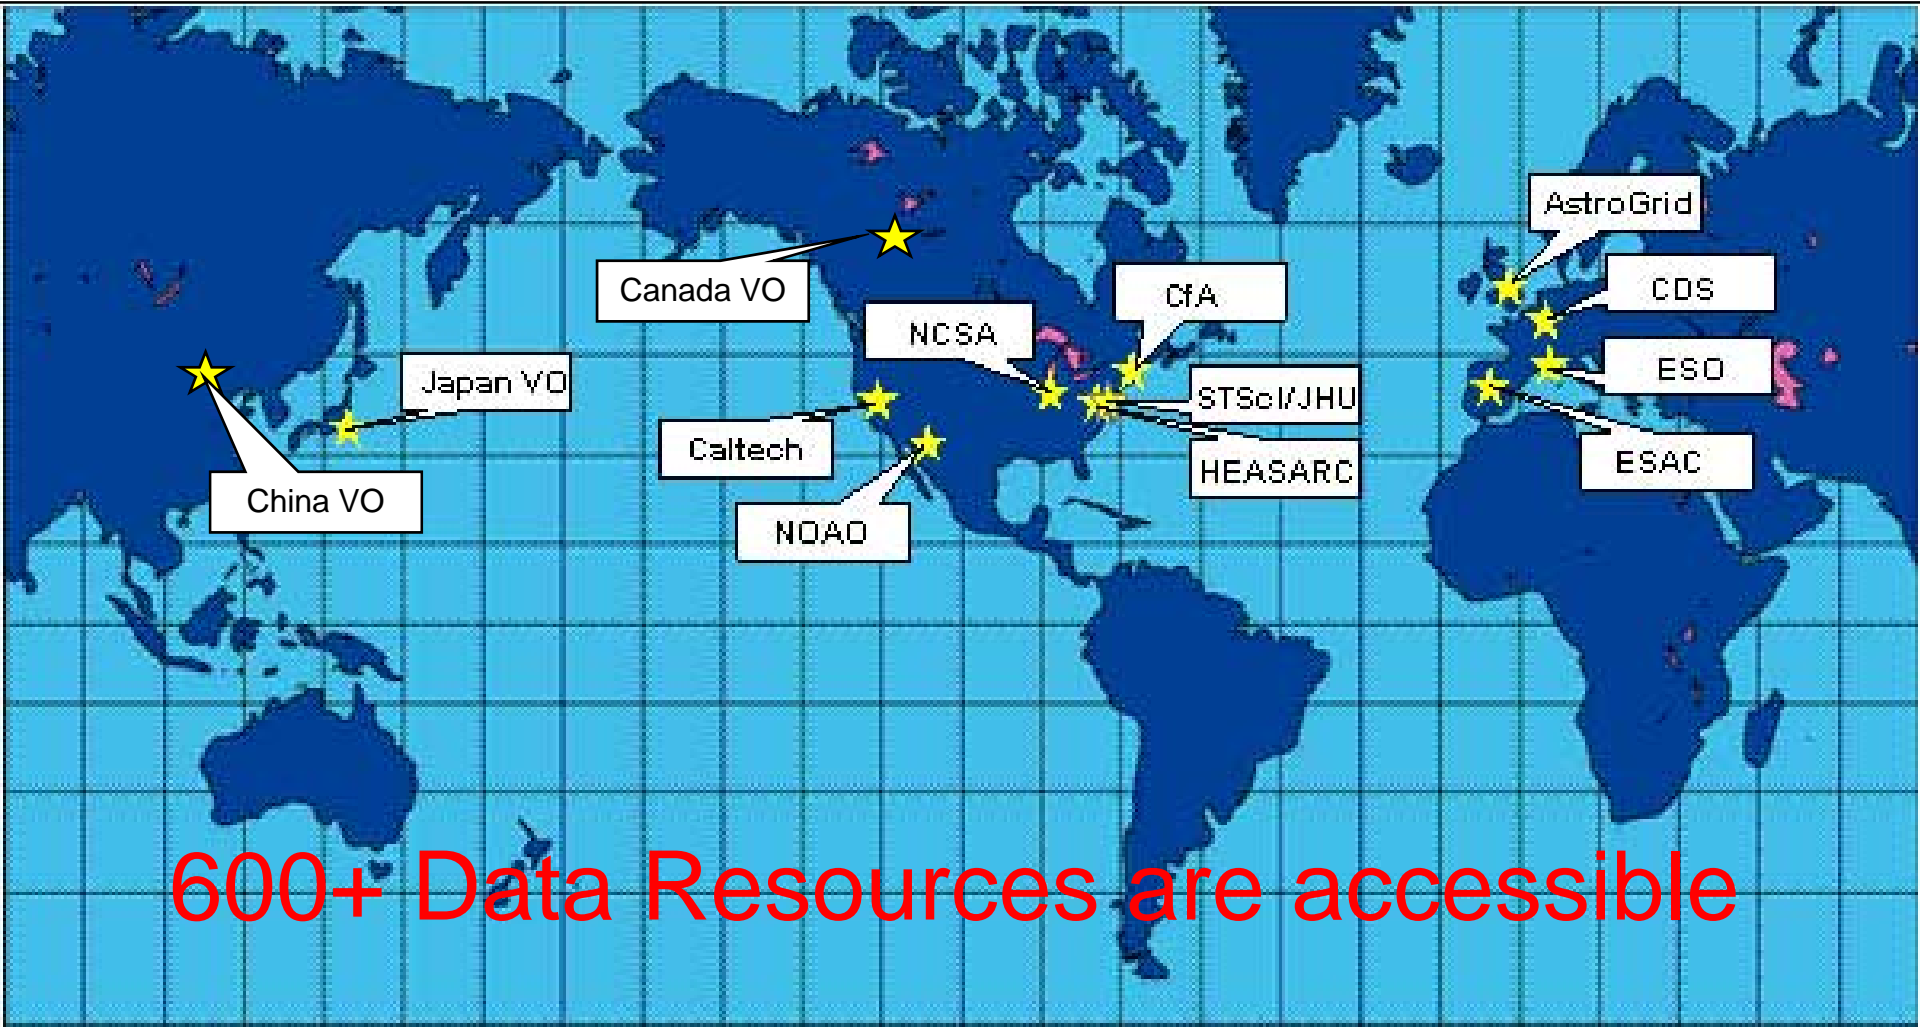 AstroGrid
Canada VO
CfA
CDS
NCSA
Japan VO
ESO
STScI/JHU
Caltech
HEASARC
ESAC
China VO
NOAO
600+ Data Resources are accessible